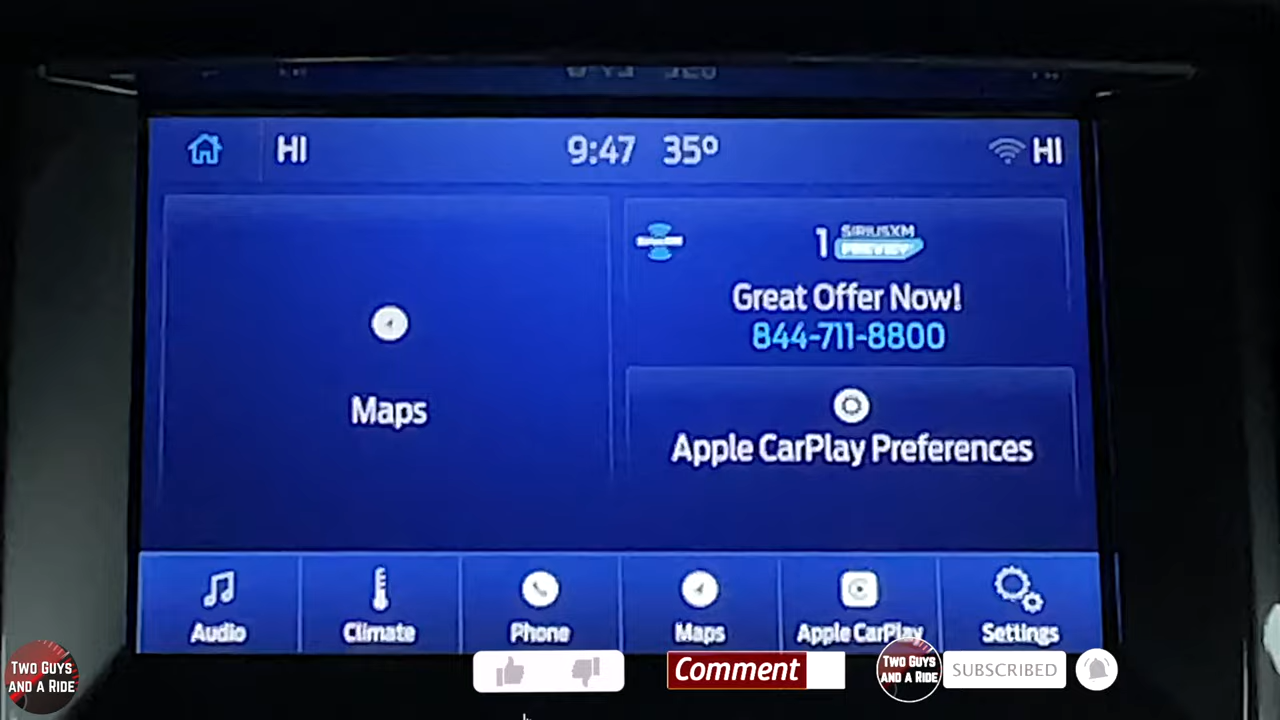 HI
9:47 35°
HI
1 SIRIUSXM
PREVIEW
Great Offer Now!
844-711-8800
Maps
Apple CarPlay Preferences
Audio
Climate
Phone
Maps
Apple CarPlay
Settings
TWO GUYS
AND A RIDE
Comment
TWO GUYS
AND A RIDE
SUBSCRIBED